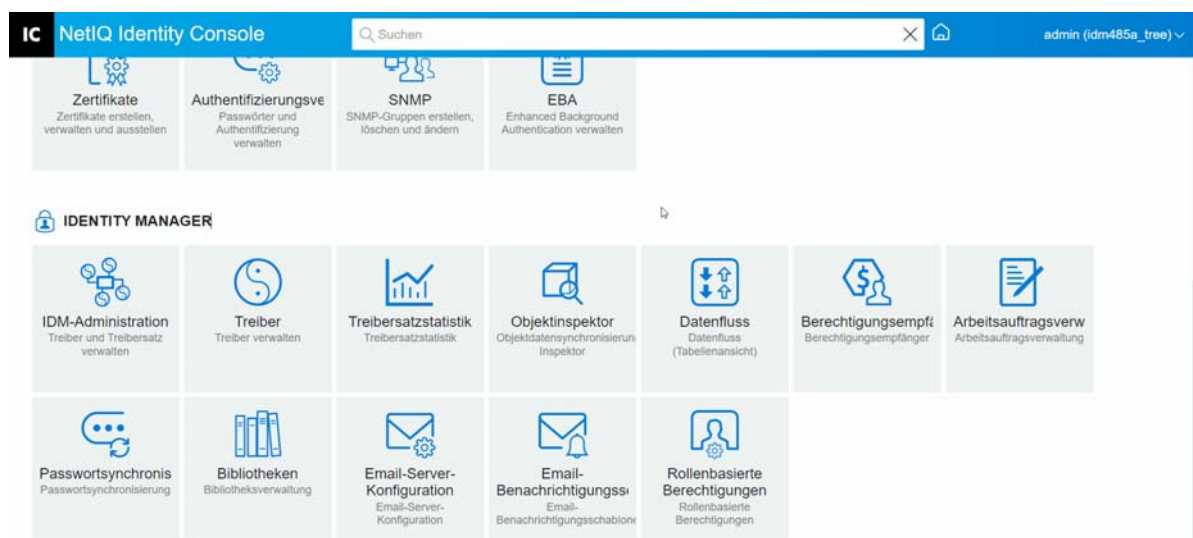 IC NetIQ Identity Console
Suchen
admin (idm485a_tree)
Zertifikate
Zertifikate erstellen,
verwalten und ausstellen
Authentifizierungsve
Passwörter und
Authentifizierung
verwalten
SNMP
SNMP-Gruppen erstellen,
löschen und ändern
EBA
Enhanced Background
Authentication verwalten
IDENTITY MANAGER
IDM-Administration
Treiber und Treibersatz
verwalten
Treiber
Treiber verwalten
Treibersatzstatistik
Treibersatzstatistik
Objektinspektor
Objektdatensynchronisierun
Inspektor
Datenfluss
Datenfluss
(Tabellenansicht)
Berechtigungsempfä
Berechtigungsempfänger
Arbeitsauftragsverw
Arbeitsauftragsverwaltung
Passwortsynchronis
Passwortsynchronisierung
Bibliotheken
Bibliotheksverwaltung
Email-Server-
Konfiguration
Email-Server-
Konfiguration
Email-
Benachrichtigungss
Email-
Benachrichtigungsschablone
Rollenbasierte
Berechtigungen
Rollenbasierte
Berechtigungen